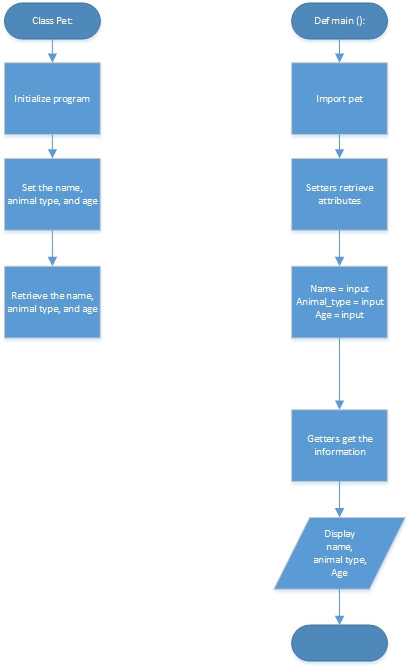 Class Pet:
Initialize program
Set the name,
animal type, and age
Retrieve the name,
animal type, and age
Def main ():
Import pet
Setters retrieve
attributes
Name = input
Animal_type = input
Age = input
Getters get the
information
Display
name,
animal type,
Age